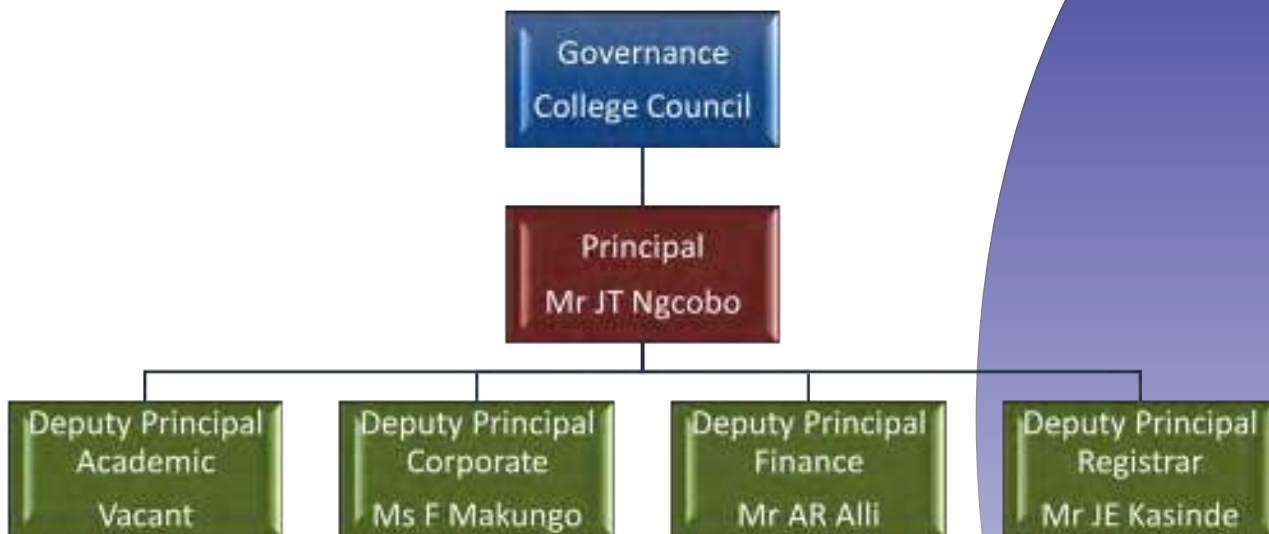 Governance
College Council
Principal
Mr JT Ngcobo
Deputy Principal
Academic
Vacant
Deputy Principal
Corporate
Ms F Makungo
Deputy Principal
Finance
Mr AR Alli
Deputy Principal
Registrar
Mr JE Kasinde